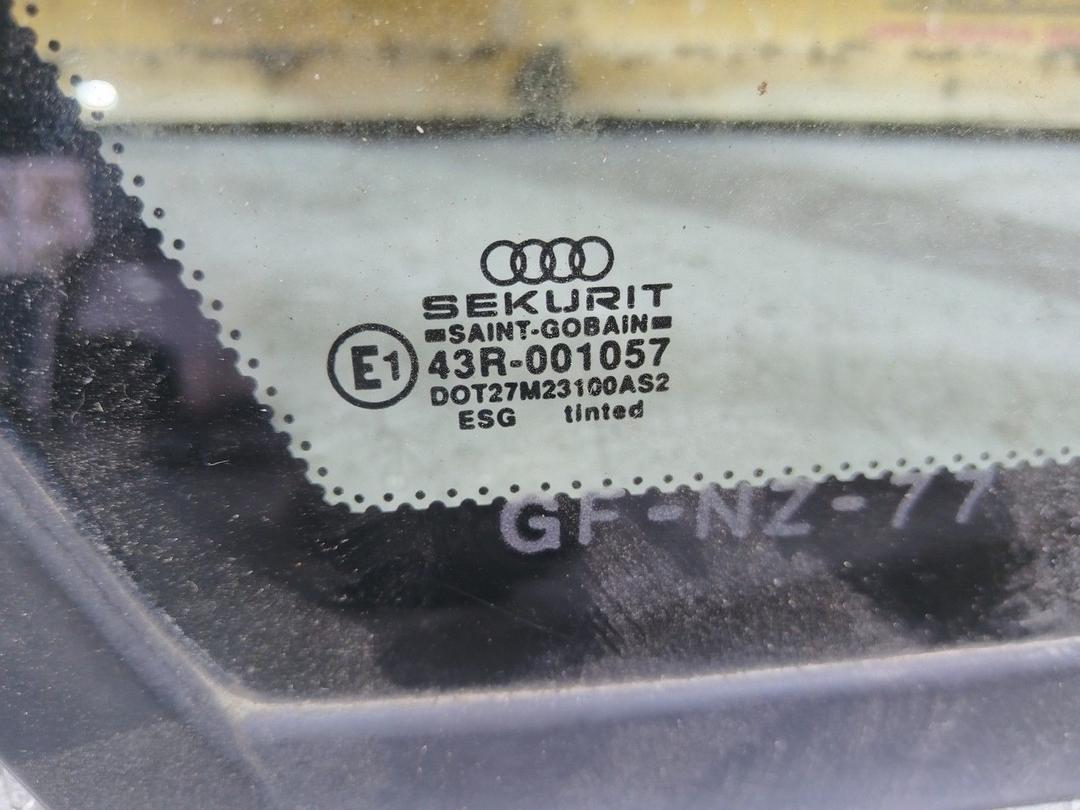 SEKURIT
SAINT-GOBAIN
E1
43R-001057
DOT27M23100AS2
ESG tinted
GF-NZ-77